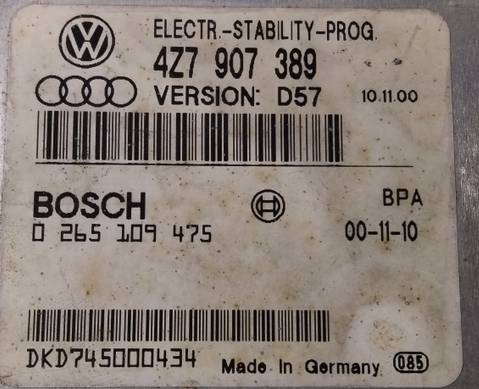 ELECTR.-STABILITY-PROG.
4Z7 907 389
VERSION: D57 10.11.00
BOSCH BPA
0 265 109 475 00-11-10
DKD745000434 Made In Germany 085